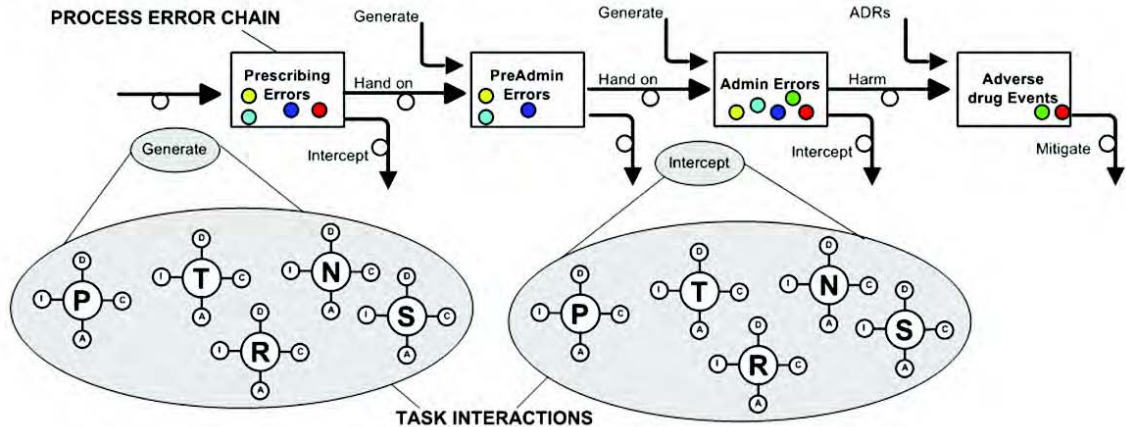 PROCESS ERROR CHAIN
Generate
Generate
ADRs
Prescribing
Errors
Hand on
PreAdmin
Errors
Hand on
Admin Errors
Harm
Adverse
drug Events
Generate
Intercept
Intercept
Intercept
Mitigate
D
I P C
A
D
I T C
A
D
I N C
A
D
I S C
A
D
I R C
A
D
I P C
A
D
I T C
A
D
I N C
A
D
I S C
A
D
I R C
A
TASK INTERACTIONS